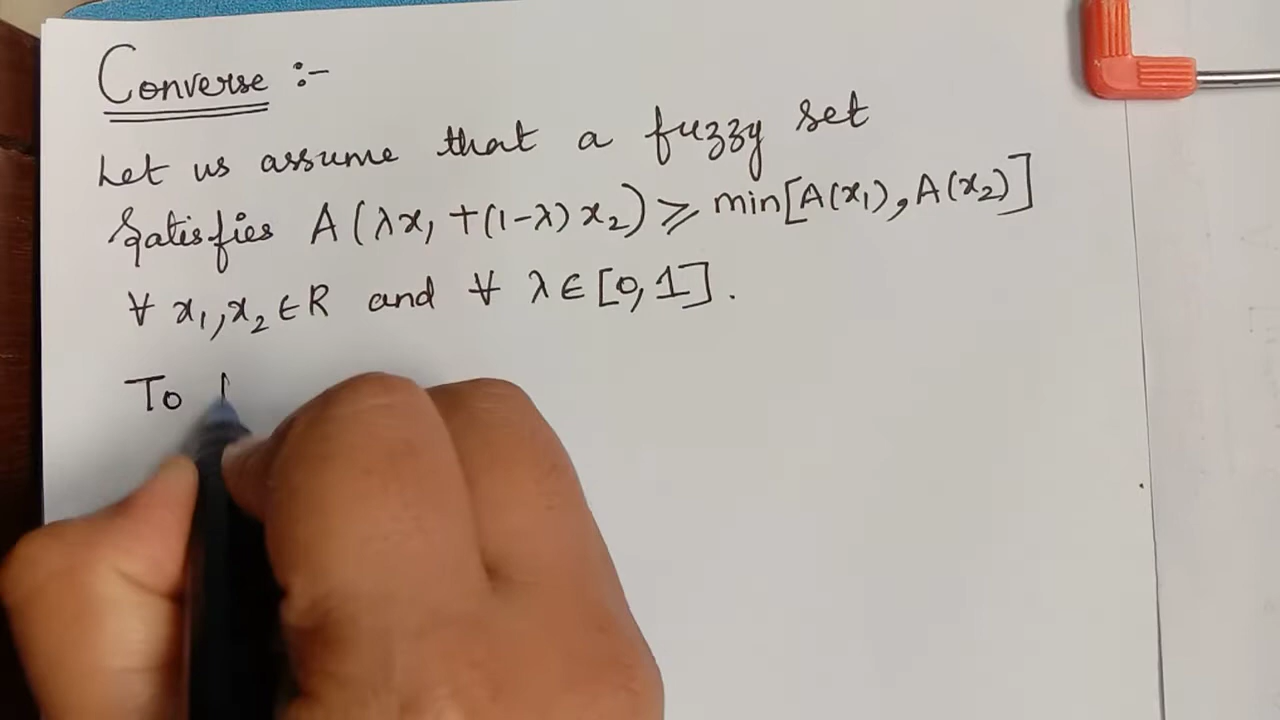 Converse :-
Let us assume that a fuzzy set
satisfies A(λx₁ + (1-λ)x₂) ⩾ min[A(x₁), A(x₂)]
∀ x₁, x₂ ∈ R and ∀ λ ∈ [0, 1].
To